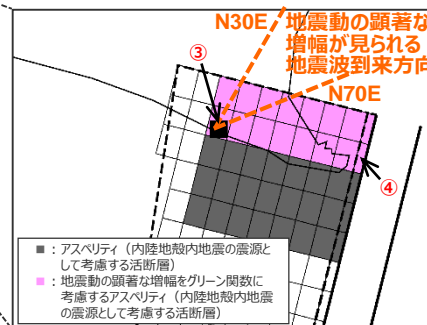 N30E
地震動の顕著な
増幅が見られる
地震波到来方向
N70E
③
④
■：アスペリティ（内陸地殻内地震の震源と
して考慮する活断層）
■：地震動の顕著な増幅をグリーン関数に
考慮するアスペリティ（内陸地殻内地震
の震源として考慮する活断層）